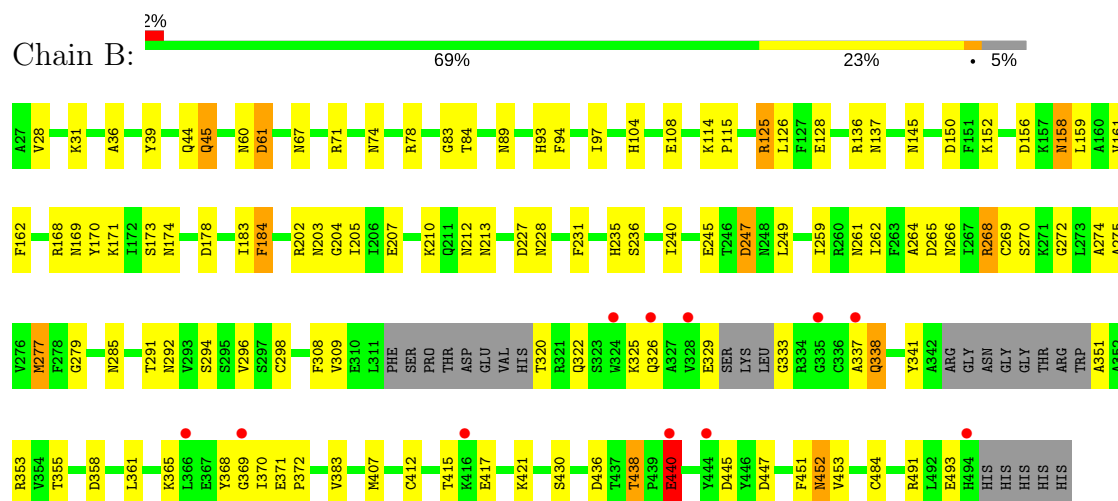 2%
Chain B:
69% 23% • 5%
A27 V28 K31 A36 Y39 Q44 Q45 N60 D61 N67 R71 N74 R78 G83 T84 N89 H93 F94 I97 H104 E108 K114 P115 R125 L126 F127 E128 R136 N137 N145 D150 F151 K152 D156 K157 N158 L159 A160 V161
F162 R168 N169 Y170 K171 I172 S173 N174 D178 I183 F184 R202 N203 G204 I205 I206 E207 K210 Q211 N212 N213 D227 N228 F231 H235 S236 I240 E245 T246 D247 N248 L249 I259 R260 N261 I262 F263 A264 D265 N266 I267 R268 C269 S270 K271 G272 L273 A274 A275
V276 M277 F278 G279 N285 T291 N292 V293 S294 S295 V296 S297 C298 F308 V309 E310 L311 PHE SER PRO THR ASP GLU VAL HIS T320 R321 Q322 S323 W324 K325 Q326 A327 V328 E329 SER LYS LEU G333 R334 G335 C336 A337 Q338 Y341 A342 ARG GLY ASN GLY GLY THR ARG TRP A351 A352
R353 V354 T355 D358 L361 K365 L366 E367 Y368 G369 I370 E371 P372 V383 M407 C412 T415 K416 E417 K421 S430 D436 T437 T438 P439 E440 V444 D445 Y446 D447 F451 N452 V453 C484 R491 L492 E493 H494 HIS HIS HIS HIS HIS